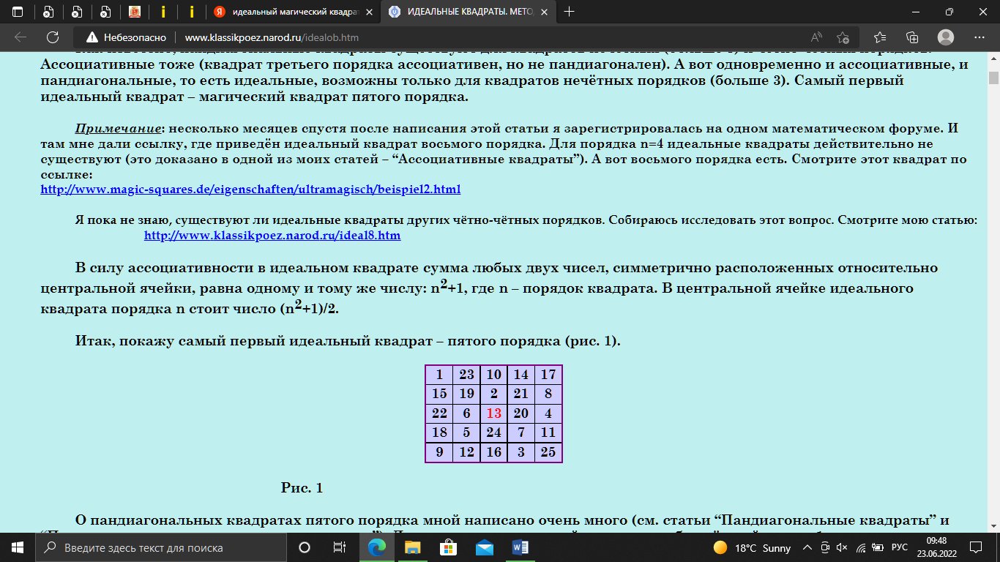 идеальный магический квадрат
ИДЕАЛЬНЫЕ КВАДРАТЫ. МЕТО
Небезопасно www.klassikpoez.narod.ru/idealob.htm
Ассоциативные тоже (квадрат третьего порядка ассоциативен, но не пандиагонален). А вот одновременно и ассоциативные, и
пандиагональные, то есть идеальные, возможны только для квадратов нечётных порядков (больше 3). Самый первый
идеальный квадрат – магический квадрат пятого порядка.
Примечание: несколько месяцев спустя после написания этой статьи я зарегистрировалась на одном математическом форуме. И
там мне дали ссылку, где приведён идеальный квадрат восьмого порядка. Для порядка n=4 идеальные квадраты действительно не
существуют (это доказано в одной из моих статей – “Ассоциативные квадраты”). А вот восьмого порядка есть. Смотрите этот квадрат по
ссылке:
http://www.magic-squares.de/eigenschaften/ultramagisch/beispiel2.html
Я пока не знаю, существуют ли идеальные квадраты других чётно-чётных порядков. Собираюсь исследовать этот вопрос. Смотрите мою статью:
http://www.klassikpoez.narod.ru/ideal8.htm
В силу ассоциативности в идеальном квадрате сумма любых двух чисел, симметрично расположенных относительно
центральной ячейки, равна одному и тому же числу: n2+1, где n – порядок квадрата. В центральной ячейке идеального
квадрата порядка n стоит число (n2+1)/2.
Итак, покажу самый первый идеальный квадрат – пятого порядка (рис. 1).
1 23 10 14 17
15 19 2 21 8
22 6 13 20 4
18 5 24 7 11
9 12 16 3 25
Рис. 1
О пандиагональных квадратах пятого порядка мной написано очень много (см. статьи “Пандиагональные квадраты” и
Введите здесь текст для поиска
18°C Sunny
РУС
09:48
23.06.2022